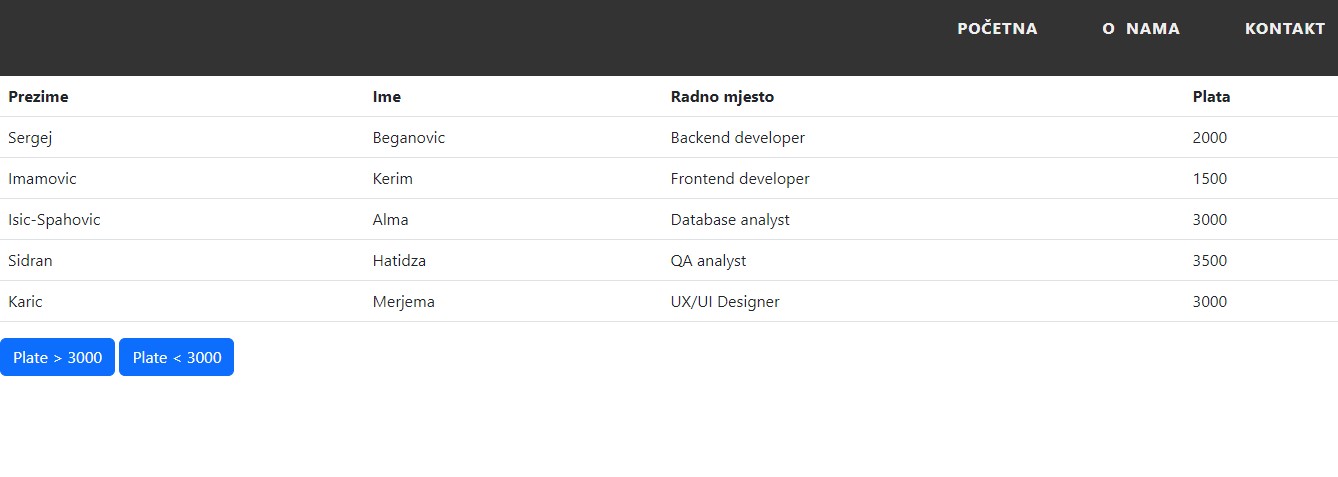 POČETNA O NAMA KONTAKT
Prezime Ime Radno mjesto Plata
Sergej Beganovic Backend developer 2000
Imamovic Kerim Frontend developer 1500
Isic-Spahovic Alma Database analyst 3000
Sidran Hatidza QA analyst 3500
Karic Merjema UX/UI Designer 3000
Plate > 3000 Plate < 3000